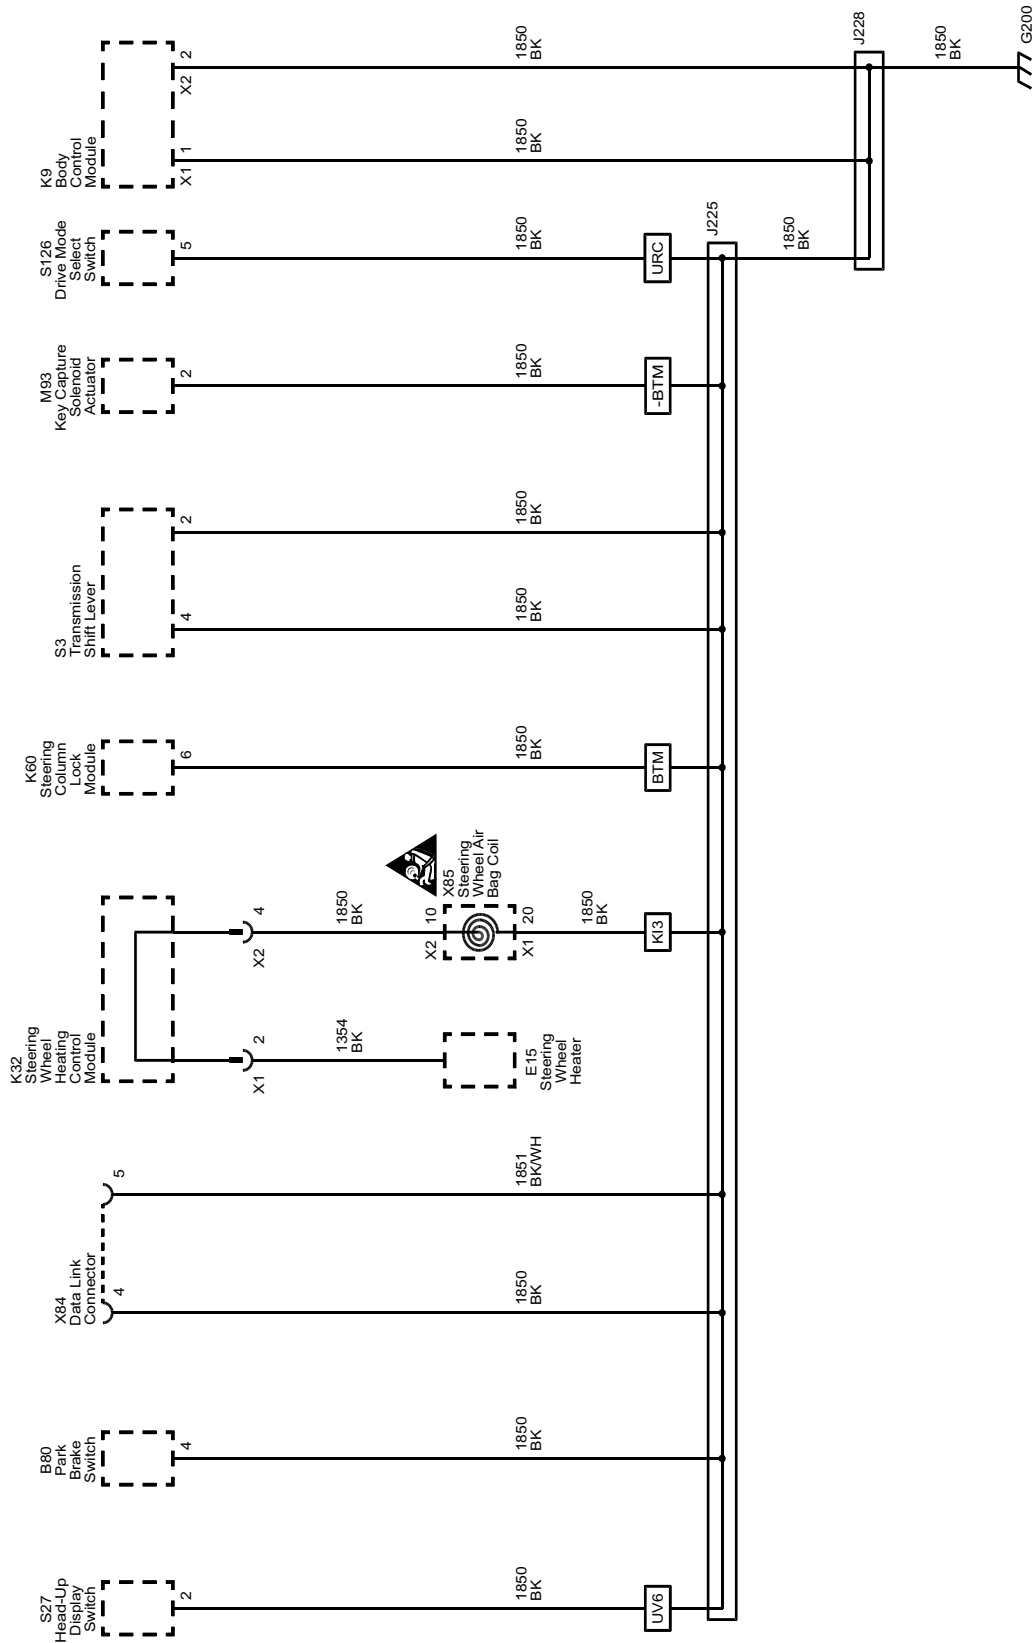 S27
Head-Up
Display
Switch
2
1850
BK
UV6
B80
Park
Brake
Switch
4
1850
BK
X84
Data Link
Connector
4
1850
BK
5
1851
BK/WH
K32
Steering
Wheel
Heating
Control
Module
X1
2
1354
BK
E15
Steering
Wheel
Heater
X2
4
1850
BK
X2
10
X85
Steering
Wheel Air
Bag Coil
X1
20
1850
BK
KI3
K60
Steering
Column
Lock
Module
6
1850
BK
BTM
S3
Transmission
Shift Lever
4
1850
BK
2
1850
BK
M93
Key Capture
Solenoid
Actuator
2
1850
BK
-BTM
S126
Drive Mode
Select
Switch
5
1850
BK
URC
J225
1850
BK
K9
Body
Control
Module
X1
1
1850
BK
X2
2
1850
BK
J228
1850
BK
G200